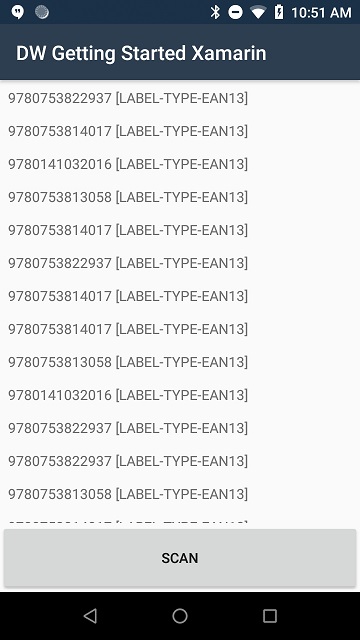 10:51 AM
DW Getting Started Xamarin
9780753822937 [LABEL-TYPE-EAN13]
9780753814017 [LABEL-TYPE-EAN13]
9780141032016 [LABEL-TYPE-EAN13]
9780753813058 [LABEL-TYPE-EAN13]
9780753814017 [LABEL-TYPE-EAN13]
9780753822937 [LABEL-TYPE-EAN13]
9780753814017 [LABEL-TYPE-EAN13]
9780753814017 [LABEL-TYPE-EAN13]
9780753813058 [LABEL-TYPE-EAN13]
9780141032016 [LABEL-TYPE-EAN13]
9780753822937 [LABEL-TYPE-EAN13]
9780753822937 [LABEL-TYPE-EAN13]
9780753813058 [LABEL-TYPE-EAN13]
SCAN